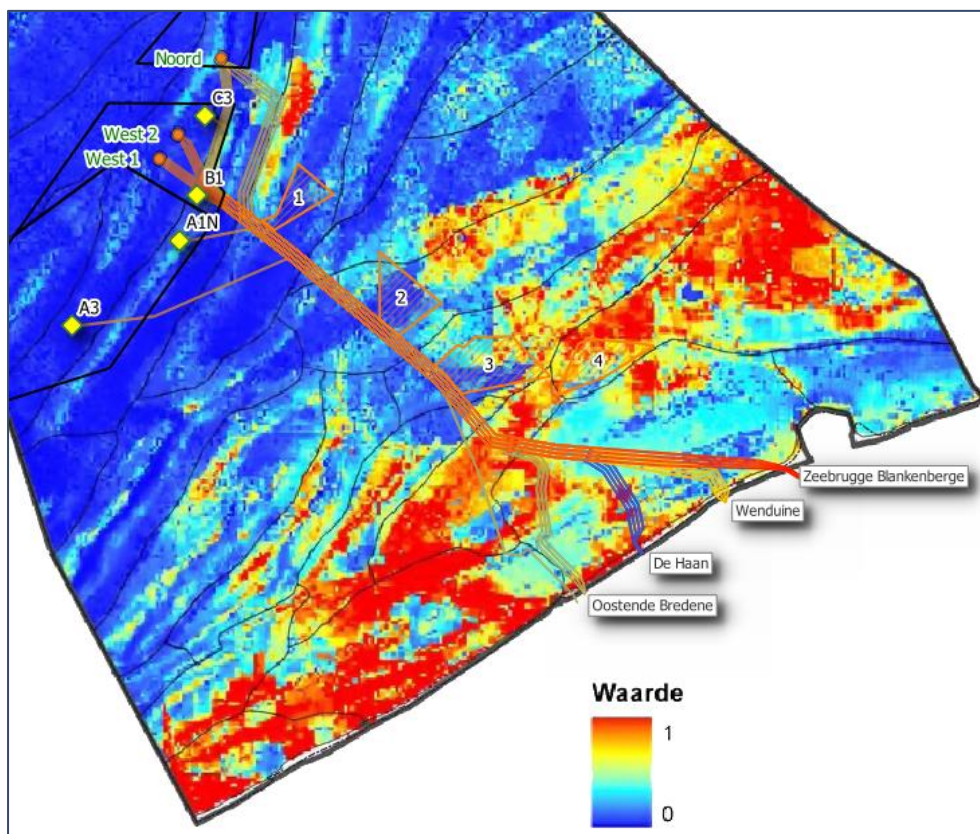 Noord
C3
West 2
West 1
B1
1
A1N
2
A3
3
4
Zeebrugge Blankenberge
Wenduine
De Haan
Oostende Bredene
Waarde
1
0